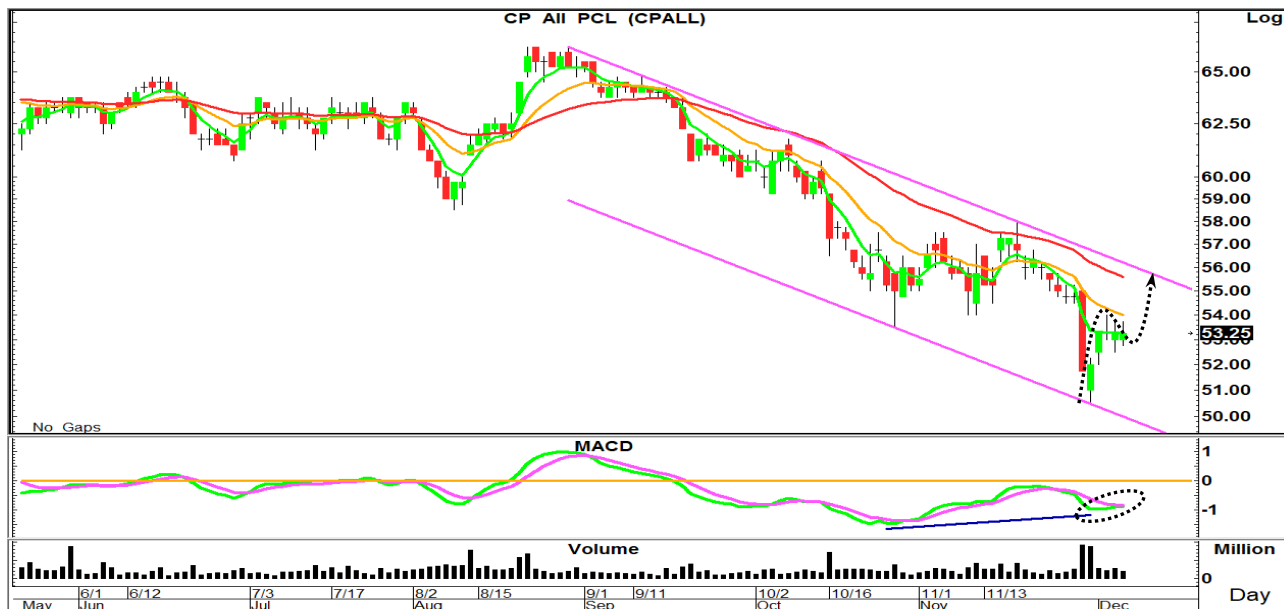 CP All PCL (CPALL)
Log
65.00
62.50
60.00
59.00
58.00
57.00
56.00
55.00
54.00
53.25
52.00
51.00
50.00
No Gaps
MACD
1
0
-1
Volume
Million
0
6/1 6/12 7/3 7/17 8/2 8/15 9/1 9/11 10/2 10/16 11/1 11/13
May Jun Jul Aug Sep Oct Nov Dec
Day